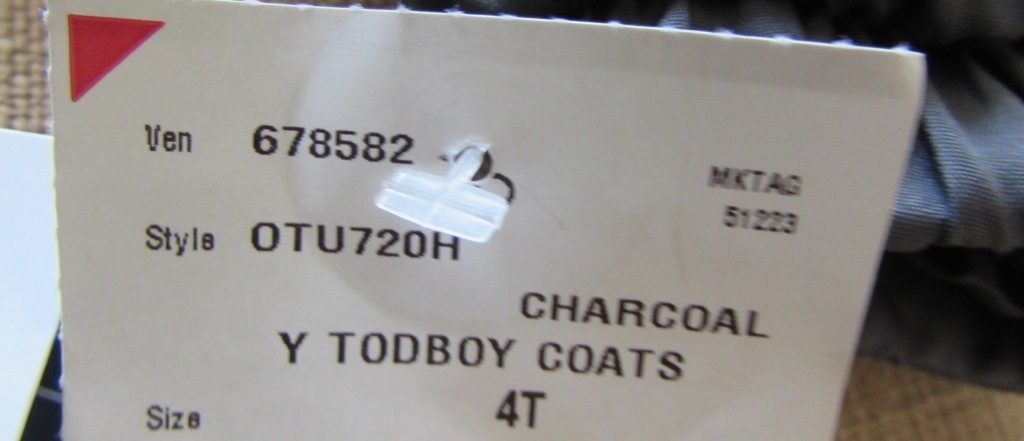 Ven 678582
MKTAG
51223
Style OTU720H
CHARCOAL
Y TODBOY COATS
Size 4T